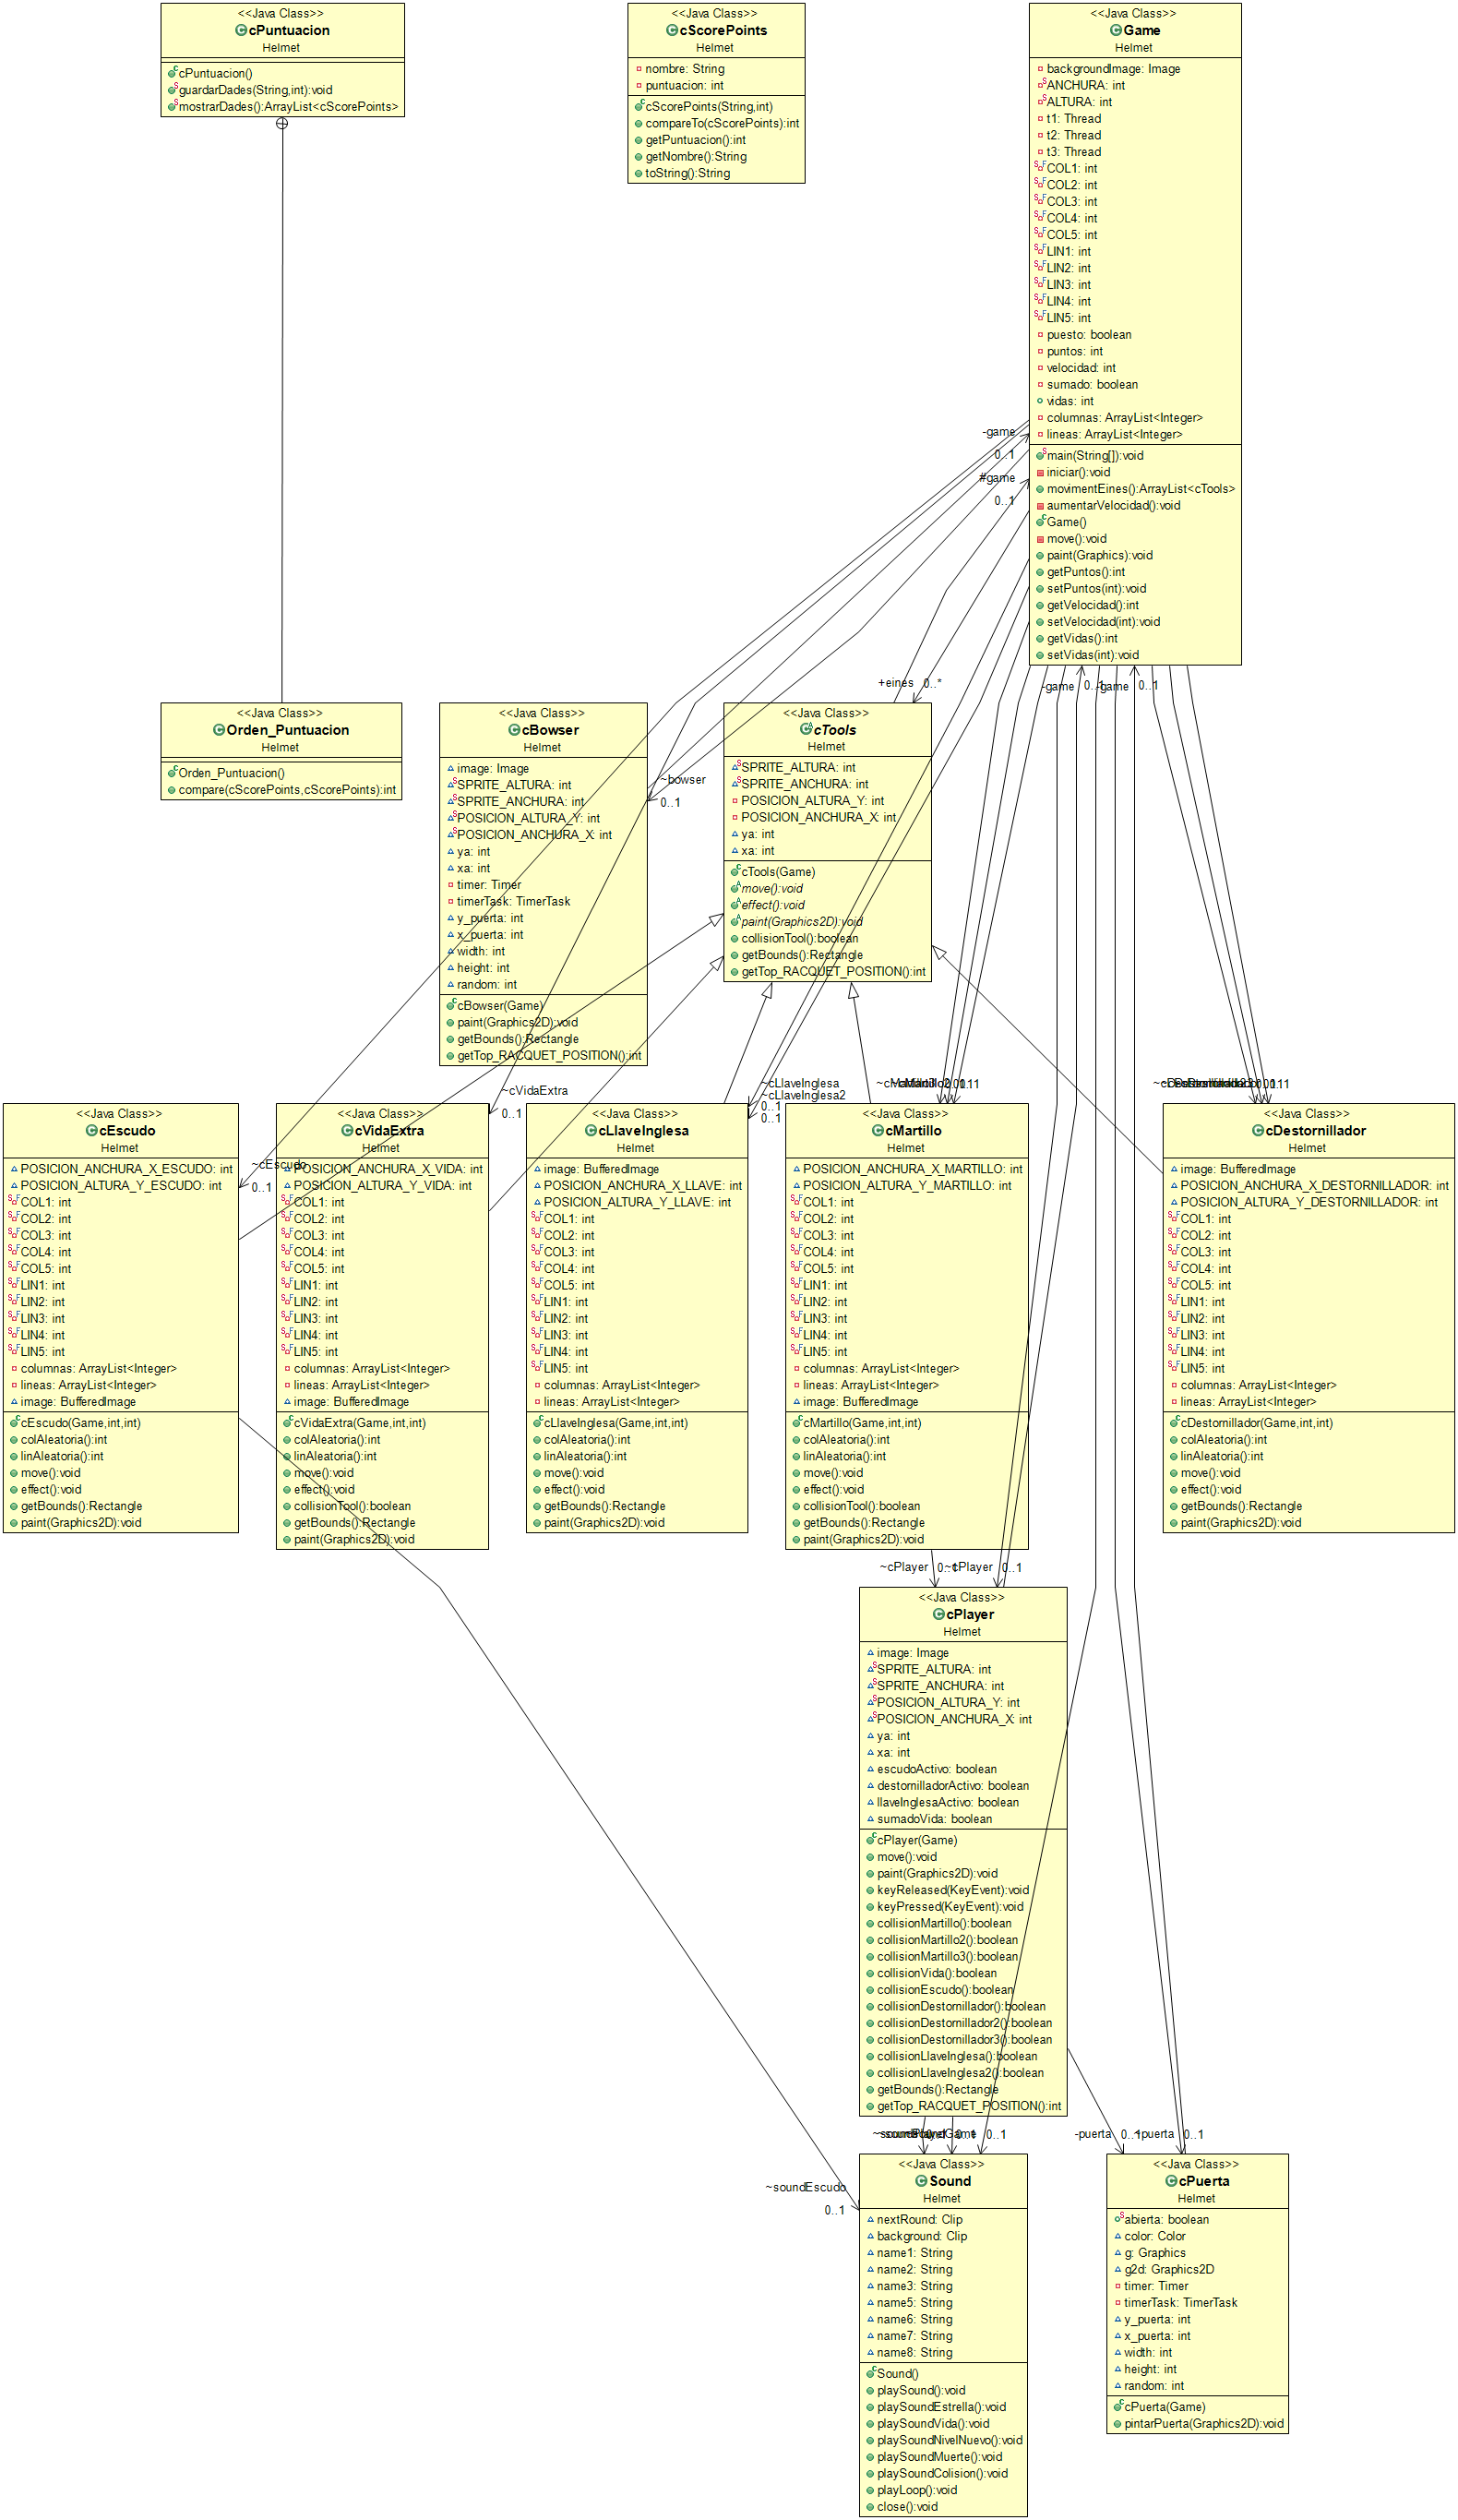 <<Java Class>>
cPuntuacion
Helmet
cPuntuacion()
guardarDades(String,int):void
mostrarDades():ArrayList<cScorePoints>
<<Java Class>>
cScorePoints
Helmet
nombre: String
puntuacion: int
cScorePoints(String,int)
compareTo(cScorePoints):int
getPuntuacion():int
getNombre():String
toString():String
<<Java Class>>
Game
Helmet
backgroundImage: Image
ANCHURA: int
ALTURA: int
t1: Thread
t2: Thread
t3: Thread
COL1: int
COL2: int
COL3: int
COL4: int
COL5: int
LIN1: int
LIN2: int
LIN3: int
LIN4: int
LIN5: int
puesto: boolean
puntos: int
velocidad: int
sumado: boolean
vidas: int
columnas: ArrayList<Integer>
lineas: ArrayList<Integer>
main(String[]):void
iniciar():void
movimentEines():ArrayList<cTools>
aumentarVelocidad():void
Game()
move():void
paint(Graphics):void
getPuntos():int
setPuntos(int):void
getVelocidad():int
setVelocidad(int):void
getVidas():int
setVidas(int):void
-game
0..1
#game
0..1
+eines 0..*
-game 0..1
-game 0..1
<<Java Class>>
Orden_Puntuacion
Helmet
Orden_Puntuacion()
compare(cScorePoints,cScorePoints):int
<<Java Class>>
cBowser
Helmet
image: Image
SPRITE_ALTURA: int
SPRITE_ANCHURA: int
POSICION_ALTURA_Y: int
POSICION_ANCHURA_X: int
ya: int
xa: int
timer: Timer
timerTask: TimerTask
y_puerta: int
x_puerta: int
width: int
height: int
random: int
cBowser(Game)
paint(Graphics2D):void
getBounds():Rectangle
getTop_RACQUET_POSITION():int
~bowser
0..1
<<Java Class>>
cTools
Helmet
SPRITE_ALTURA: int
SPRITE_ANCHURA: int
POSICION_ALTURA_Y: int
POSICION_ANCHURA_X: int
ya: int
xa: int
cTools(Game)
move():void
effect():void
paint(Graphics2D):void
collisionTool():boolean
getBounds():Rectangle
getTop_RACQUET_POSITION():int
~cVidaExtra
0..1
~cLlaveInglesa
0..1
~cLlaveInglesa2
0..1
~cEscudo
0..1
<<Java Class>>
cEscudo
Helmet
POSICION_ANCHURA_X_ESCUDO: int
POSICION_ALTURA_Y_ESCUDO: int
COL1: int
COL2: int
COL3: int
COL4: int
COL5: int
LIN1: int
LIN2: int
LIN3: int
LIN4: int
LIN5: int
columnas: ArrayList<Integer>
lineas: ArrayList<Integer>
image: BufferedImage
cEscudo(Game,int,int)
colAleatoria():int
linAleatoria():int
move():void
effect():void
getBounds():Rectangle
paint(Graphics2D):void
<<Java Class>>
cVidaExtra
Helmet
POSICION_ANCHURA_X_VIDA: int
POSICION_ALTURA_Y_VIDA: int
COL1: int
COL2: int
COL3: int
COL4: int
COL5: int
LIN1: int
LIN2: int
LIN3: int
LIN4: int
LIN5: int
columnas: ArrayList<Integer>
lineas: ArrayList<Integer>
image: BufferedImage
cVidaExtra(Game,int,int)
colAleatoria():int
linAleatoria():int
move():void
effect():void
collisionTool():boolean
getBounds():Rectangle
paint(Graphics2D):void
<<Java Class>>
cLlaveInglesa
Helmet
image: BufferedImage
POSICION_ANCHURA_X_LLAVE: int
POSICION_ALTURA_Y_LLAVE: int
COL1: int
COL2: int
COL3: int
COL4: int
COL5: int
LIN1: int
LIN2: int
LIN3: int
LIN4: int
LIN5: int
columnas: ArrayList<Integer>
lineas: ArrayList<Integer>
cLlaveInglesa(Game,int,int)
colAleatoria():int
linAleatoria():int
move():void
effect():void
getBounds():Rectangle
paint(Graphics2D):void
<<Java Class>>
cMartillo
Helmet
POSICION_ANCHURA_X_MARTILLO: int
POSICION_ALTURA_Y_MARTILLO: int
COL1: int
COL2: int
COL3: int
COL4: int
COL5: int
LIN1: int
LIN2: int
LIN3: int
LIN4: int
LIN5: int
columnas: ArrayList<Integer>
lineas: ArrayList<Integer>
image: BufferedImage
cMartillo(Game,int,int)
colAleatoria():int
linAleatoria():int
move():void
effect():void
collisionTool():boolean
getBounds():Rectangle
paint(Graphics2D):void
<<Java Class>>
cDestornillador
Helmet
image: BufferedImage
POSICION_ANCHURA_X_DESTORNILLADOR: int
POSICION_ALTURA_Y_DESTORNILLADOR: int
COL1: int
COL2: int
COL3: int
COL4: int
COL5: int
LIN1: int
LIN2: int
LIN3: int
LIN4: int
LIN5: int
columnas: ArrayList<Integer>
lineas: ArrayList<Integer>
cDestornillador(Game,int,int)
colAleatoria():int
linAleatoria():int
move():void
effect():void
getBounds():Rectangle
paint(Graphics2D):void
~cPlayer 0..1
~cPlayer 0..1
<<Java Class>>
cPlayer
Helmet
image: Image
SPRITE_ALTURA: int
SPRITE_ANCHURA: int
POSICION_ALTURA_Y: int
POSICION_ANCHURA_X: int
ya: int
xa: int
escudoActivo: boolean
destornilladorActivo: boolean
llaveInglesaActivo: boolean
sumadoVida: boolean
cPlayer(Game)
move():void
paint(Graphics2D):void
keyReleased(KeyEvent):void
keyPressed(KeyEvent):void
collisionMartillo():boolean
collisionMartillo2():boolean
collisionMartillo3():boolean
collisionVida():boolean
collisionEscudo():boolean
collisionDestornillador():boolean
collisionDestornillador2():boolean
collisionDestornillador3():boolean
collisionLlaveInglesa():boolean
collisionLlaveInglesa2():boolean
getBounds():Rectangle
getTop_RACQUET_POSITION():int
0..1
-puerta 0..1
-puerta 0..1
~soundEscudo
0..1
<<Java Class>>
Sound
Helmet
nextRound: Clip
background: Clip
name1: String
name2: String
name3: String
name5: String
name6: String
name7: String
name8: String
Sound()
playSound():void
playSoundEstrella():void
playSoundVida():void
playSoundNivelNuevo():void
playSoundMuerte():void
playSoundColision():void
playLoop():void
close():void
<<Java Class>>
cPuerta
Helmet
abierta: boolean
color: Color
g: Graphics
g2d: Graphics2D
timer: Timer
timerTask: TimerTask
y_puerta: int
x_puerta: int
width: int
height: int
random: int
cPuerta(Game)
pintarPuerta(Graphics2D):void